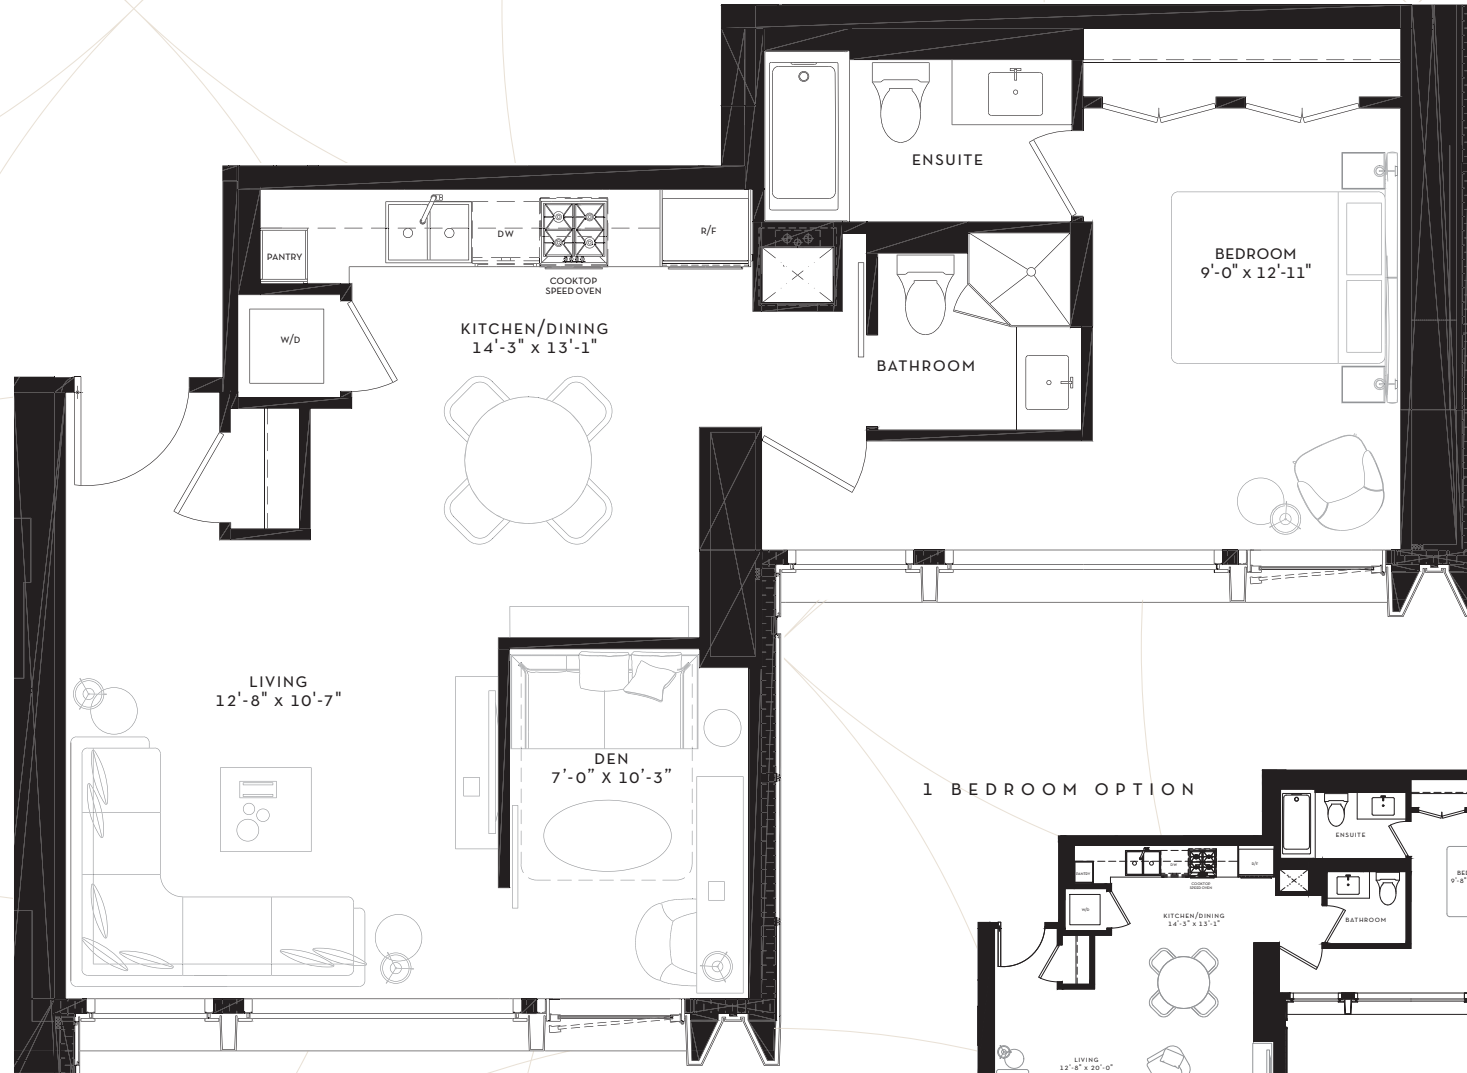 ENSUITE
BEDROOM
9'-0" x 12'-11"
PANTRY
DW
R/F
COOKTOP
SPEED OVEN
KITCHEN/DINING
14'-3" x 13'-1"
W/D
BATHROOM
LIVING
12'-8" x 10'-7"
DEN
7'-0" X 10'-3"
1 BEDROOM OPTION
ENSUITE
PANTRY
DW
R/F
COOKTOP
SPEED OVEN
W/D
KITCHEN/DINING
14'-3" x 13'-1"
BATHROOM
LIVING
12'-8" x 20'-0"